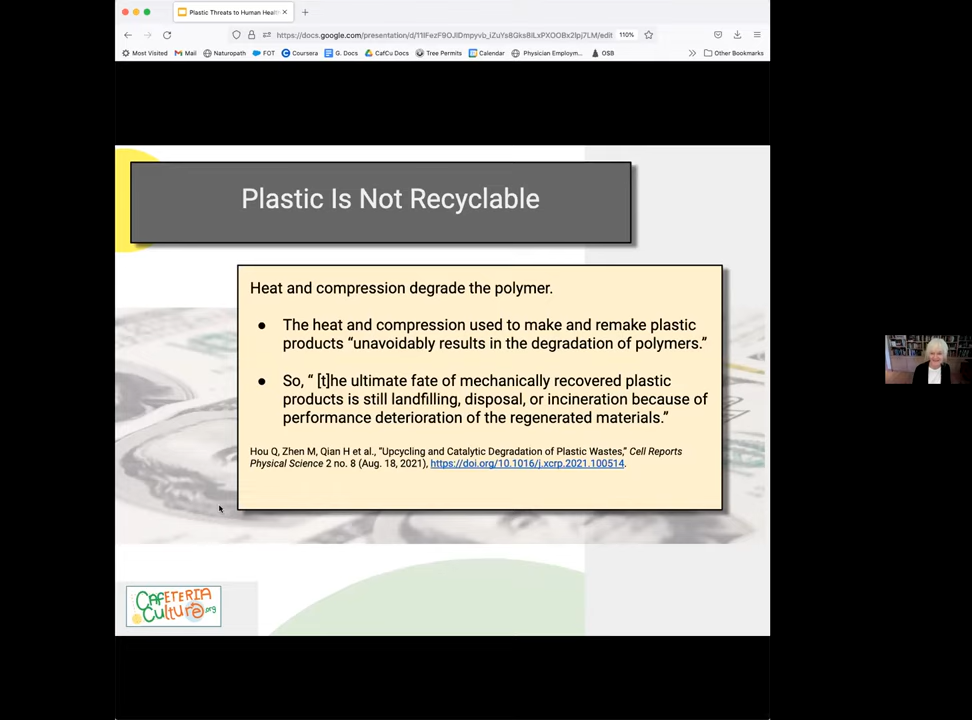 Plastic Threats to Human Healt
https://docs.google.com/presentation/d/11IFezF9OJlDmpyvb_iZuYs8Gks8iLxPXOOBx2lpj7LM/edit
110%
Most Visited
Mail
Naturopath
FOT
Coursera
G. Docs
CafCu Docs
Tree Permits
Calendar
Physician Employm...
OSB
Other Bookmarks
Plastic Is Not Recyclable
Heat and compression degrade the polymer.
● The heat and compression used to make and remake plastic
products “unavoidably results in the degradation of polymers.”
● So, “ [t]he ultimate fate of mechanically recovered plastic
products is still landfilling, disposal, or incineration because of
performance deterioration of the regenerated materials.”
Hou Q, Zhen M, Qian H et al., “Upcycling and Catalytic Degradation of Plastic Wastes,” Cell Reports
Physical Science 2 no. 8 (Aug. 18, 2021), https://doi.org/10.1016/j.xcrp.2021.100514.
CAFETERIA
CULTURE.org